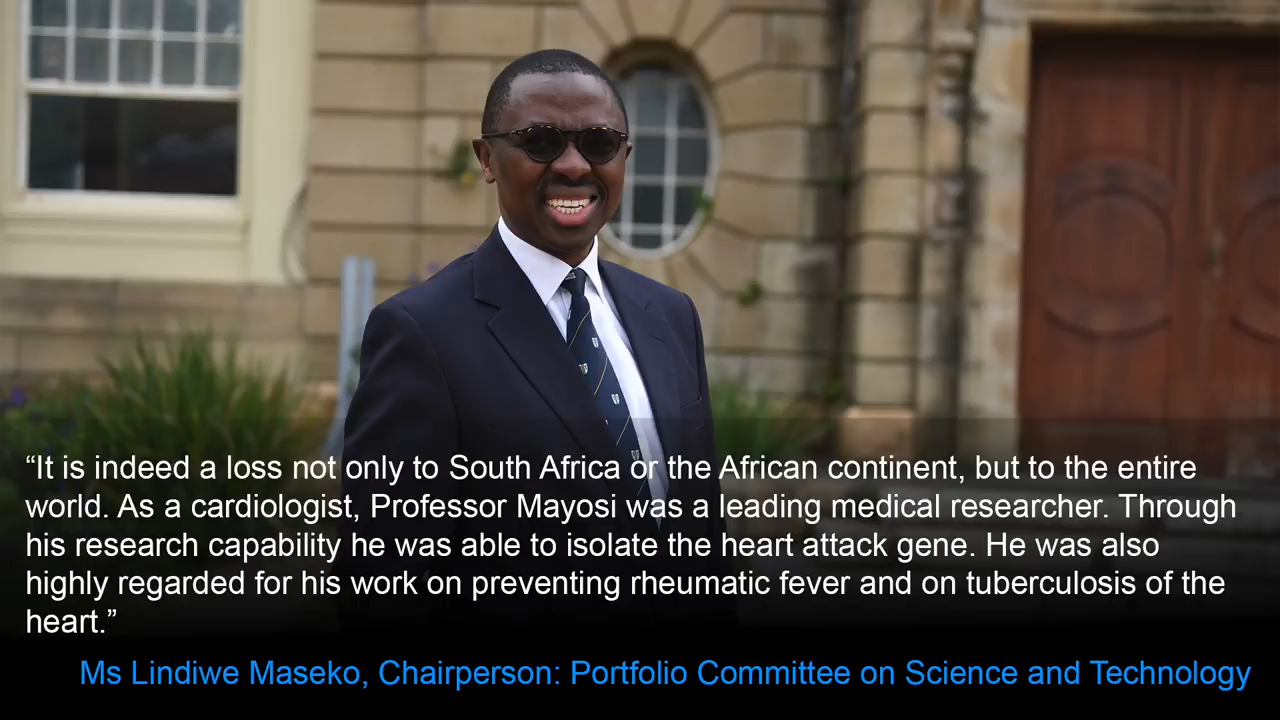 “It is indeed a loss not only to South Africa or the African continent, but to the entire
world. As a cardiologist, Professor Mayosi was a leading medical researcher. Through
his research capability he was able to isolate the heart attack gene. He was also
highly regarded for his work on preventing rheumatic fever and on tuberculosis of the
heart.”
Ms Lindiwe Maseko, Chairperson: Portfolio Committee on Science and Technology